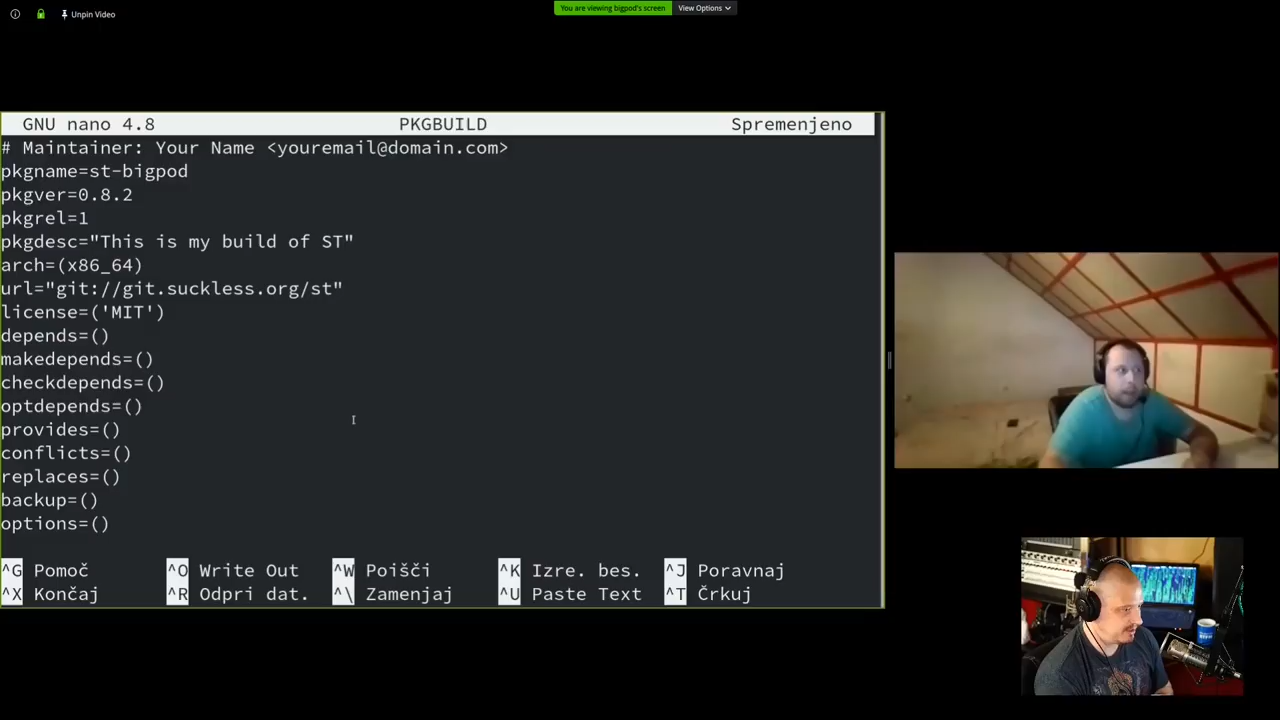 Unpin Video
You are viewing bigpod's screen
View Options
GNU nano 4.8 PKGBUILD Spremenjeno
# Maintainer: Your Name <youremail@domain.com>
pkgname=st-bigpod
pkgver=0.8.2
pkgrel=1
pkgdesc="This is my build of ST"
arch=(x86_64)
url="git://git.suckless.org/st"
license=('MIT')
depends=()
makedepends=()
checkdepends=()
optdepends=()
provides=()
conflicts=()
replaces=()
backup=()
options=()
^G Pomoč ^O Write Out ^W Poišči ^K Izre. bes. ^J Poravnaj
^X Končaj ^R Odpri dat. ^\ Zamenjaj ^U Paste Text ^T Črkuj